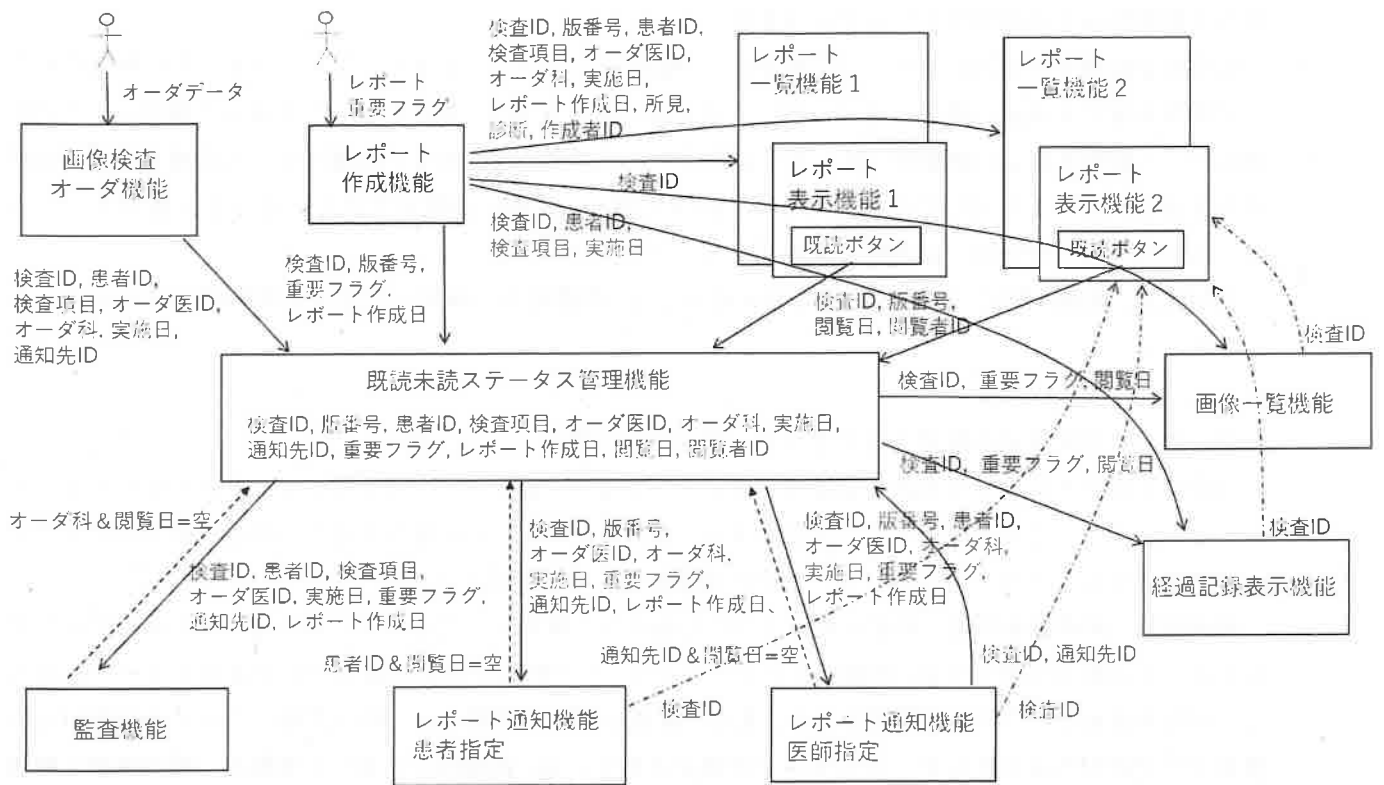 オーダデータ
画像検査
オーダ機能
レポート
重要フラグ
レポート
作成機能
検査ID, 版番号, 患者ID,
検査項目, オーダ医ID,
オーダ科, 実施日,
レポート作成日, 所見,
診断, 作成者ID
レポート
一覧機能1
レポート
表示機能1
既読ボタン
レポート
一覧機能2
レポート
表示機能2
既読ボタン
検査ID
検査ID, 患者ID,
検査項目, 実施日
検査ID, 患者ID,
検査項目, オーダ医ID,
オーダ科, 実施日,
通知先ID
検査ID, 版番号,
重要フラグ,
レポート作成日
検査ID, 版番号,
閲覧日, 閲覧者ID
検査ID
既読未読ステータス管理機能
検査ID, 版番号, 患者ID, 検査項目, オーダ医ID, オーダ科, 実施日,
通知先ID, 重要フラグ, レポート作成日, 閲覧日, 閲覧者ID
検査ID, 重要フラグ, 閲覧日
画像一覧機能
検査ID, 重要フラグ, 閲覧日
検査ID
経過記録表示機能
オーダ科&閲覧日=空
検査ID, 患者ID, 検査項目,
オーダ医ID, 実施日, 重要フラグ,
通知先ID, レポート作成日
検査ID, 版番号,
オーダ医ID, オーダ科,
実施日, 重要フラグ,
通知先ID, レポート作成日、
検査ID, 版番号, 患者ID,
オーダ医ID, オーダ科,
実施日, 重要フラグ,
レポート作成日
患者ID&閲覧日=空
通知先ID&閲覧日=空
検査ID, 通知先ID
検査ID
検査ID
監査機能
レポート通知機能
患者指定
レポート通知機能
医師指定